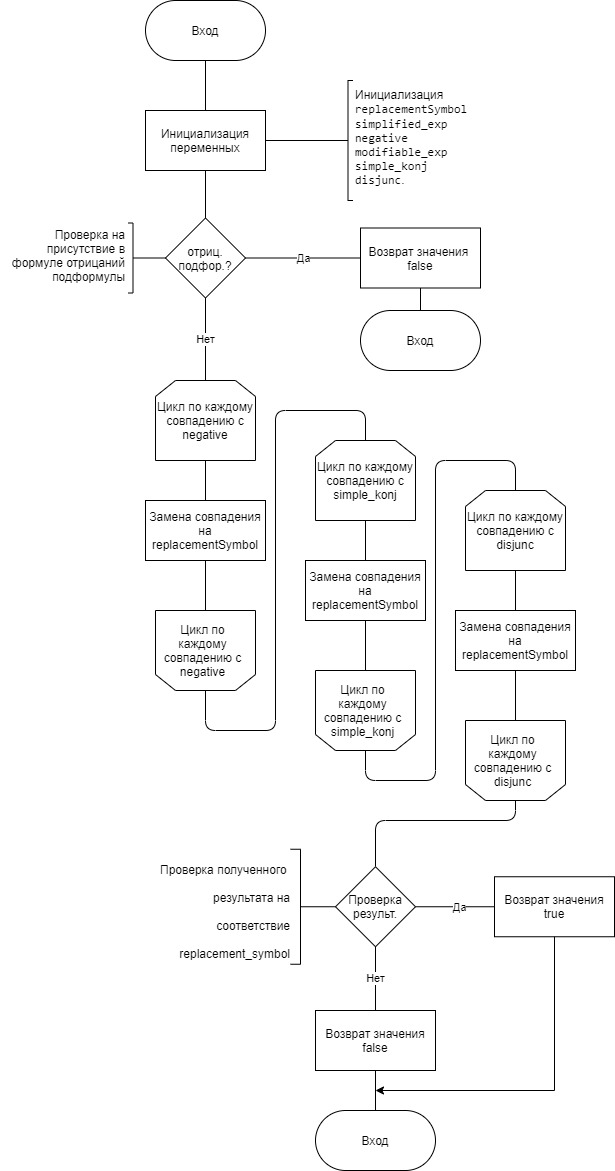 Вход
Инициализация
переменных
Инициализация
replacementSymbol
simplified_exp
negative
modifiable_exp
simple_konj
disjunc.
Проверка на
присутствие в
формуле отрицаний
подформулы
отриц.
подфор.?
Да
Возврат значения
false
Вход
Нет
Цикл по каждому
совпадению с
negative
Замена совпадения
на
replacementSymbol
Цикл по
каждому
совпадению с
negative
Цикл по каждому
совпадению с
simple_konj
Замена совпадения
на
replacementSymbol
Цикл по
каждому
совпадению с
simple_konj
Цикл по каждому
совпадению с
disjunc
Замена совпадения
на
replacementSymbol
Цикл по
каждому
совпадению с
disjunc
Проверка полученного
результата на
соответствие
replacement_symbol
Проверка
результ.
Да
Возврат значения
true
Нет
Возврат значения
false
Вход